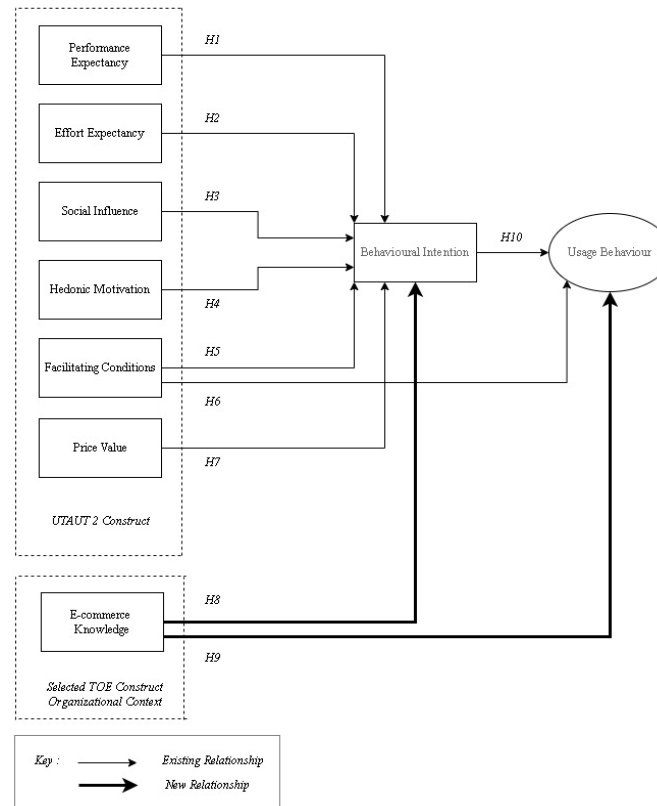 Performance
Expectancy
H1
Effort Expectancy
H2
Social Influence
H3
Behavioural Intention
H10
Usage Behaviour
Hedonic Motivation
H4
Facilitating Conditions
H5
H6
Price Value
H7
UTAUT 2 Construct
E-commerce
Knowledge
H8
H9
Selected TOE Construct
Organizational Context
Key :
Existing Relationship
New Relationship